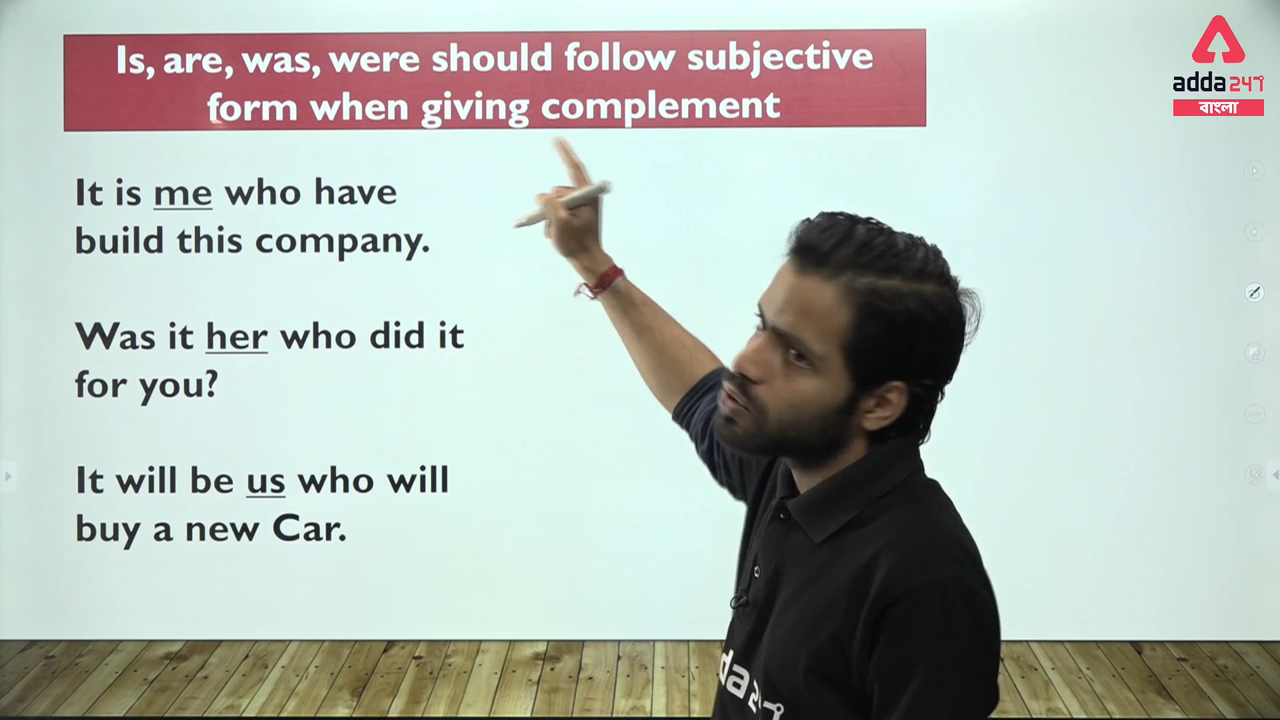 Is, are, was, were should follow subjective
form when giving complement
It is me who have
build this company.
Was it her who did it
for you?
It will be us who will
buy a new Car.
adda247
বাংলা
dda247